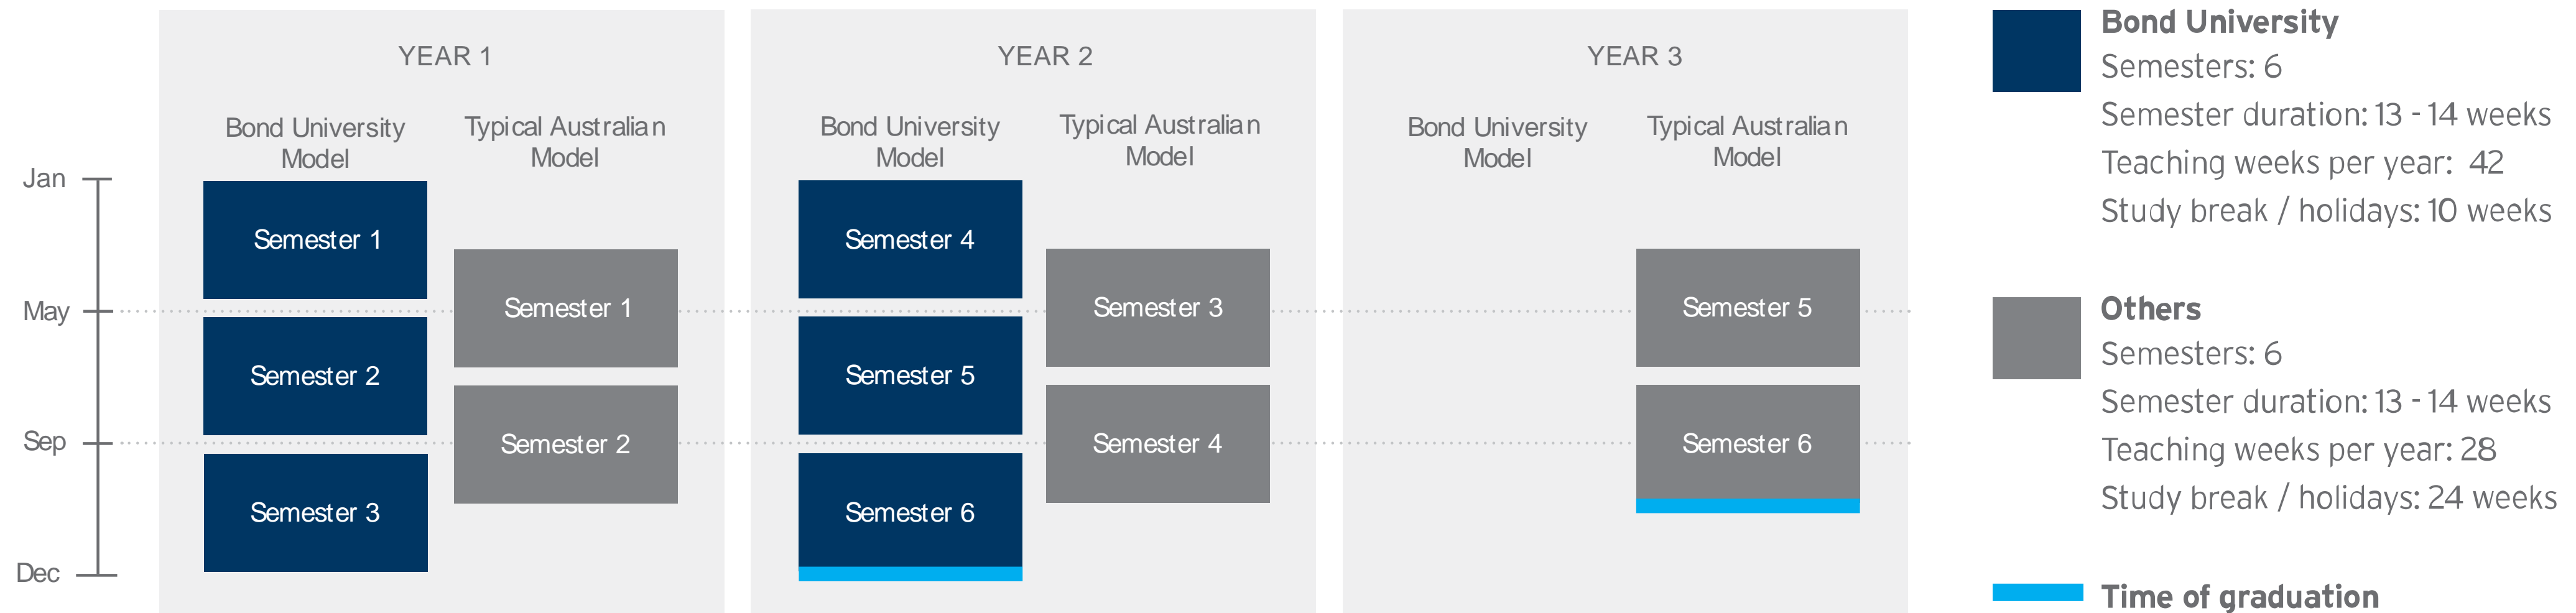 YEAR 1
Bond University
Model
Typical Australian
Model
Semester 1
Semester 2
Semester 3
Semester 1
Semester 2
YEAR 2
Bond University
Model
Typical Australian
Model
Semester 4
Semester 5
Semester 6
Semester 3
Semester 4
YEAR 3
Bond University
Model
Typical Australian
Model
Semester 5
Semester 6
Jan
May
Sep
Dec
Bond University
Semesters: 6
Semester duration: 13 - 14 weeks
Teaching weeks per year: 42
Study break / holidays: 10 weeks
Others
Semesters: 6
Semester duration: 13 - 14 weeks
Teaching weeks per year: 28
Study break / holidays: 24 weeks
Time of graduation